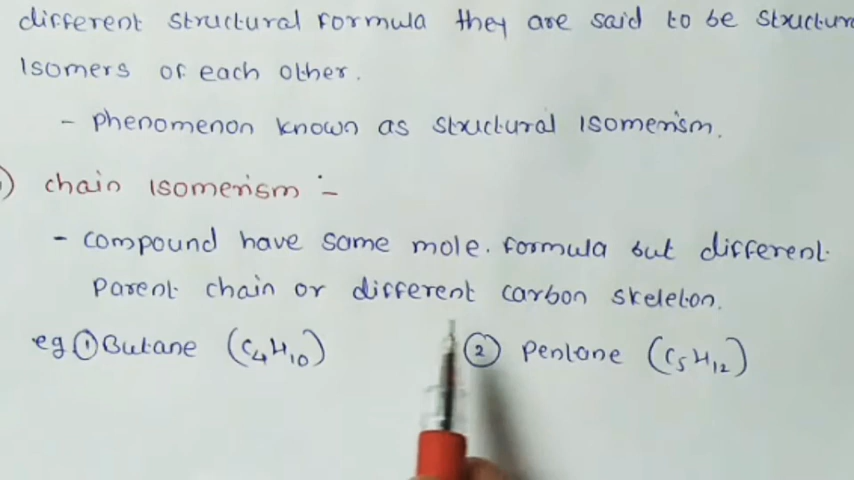 different structural formula they are said to be
Isomers of each other.
- phenomenon known as structural Isomerism.
) chain Isomerism :-
- compound have same mole. formula but different
Parent chain or different carbon skeleton.
eg ① Butane (C4H10) ② Pentane (C5H12)